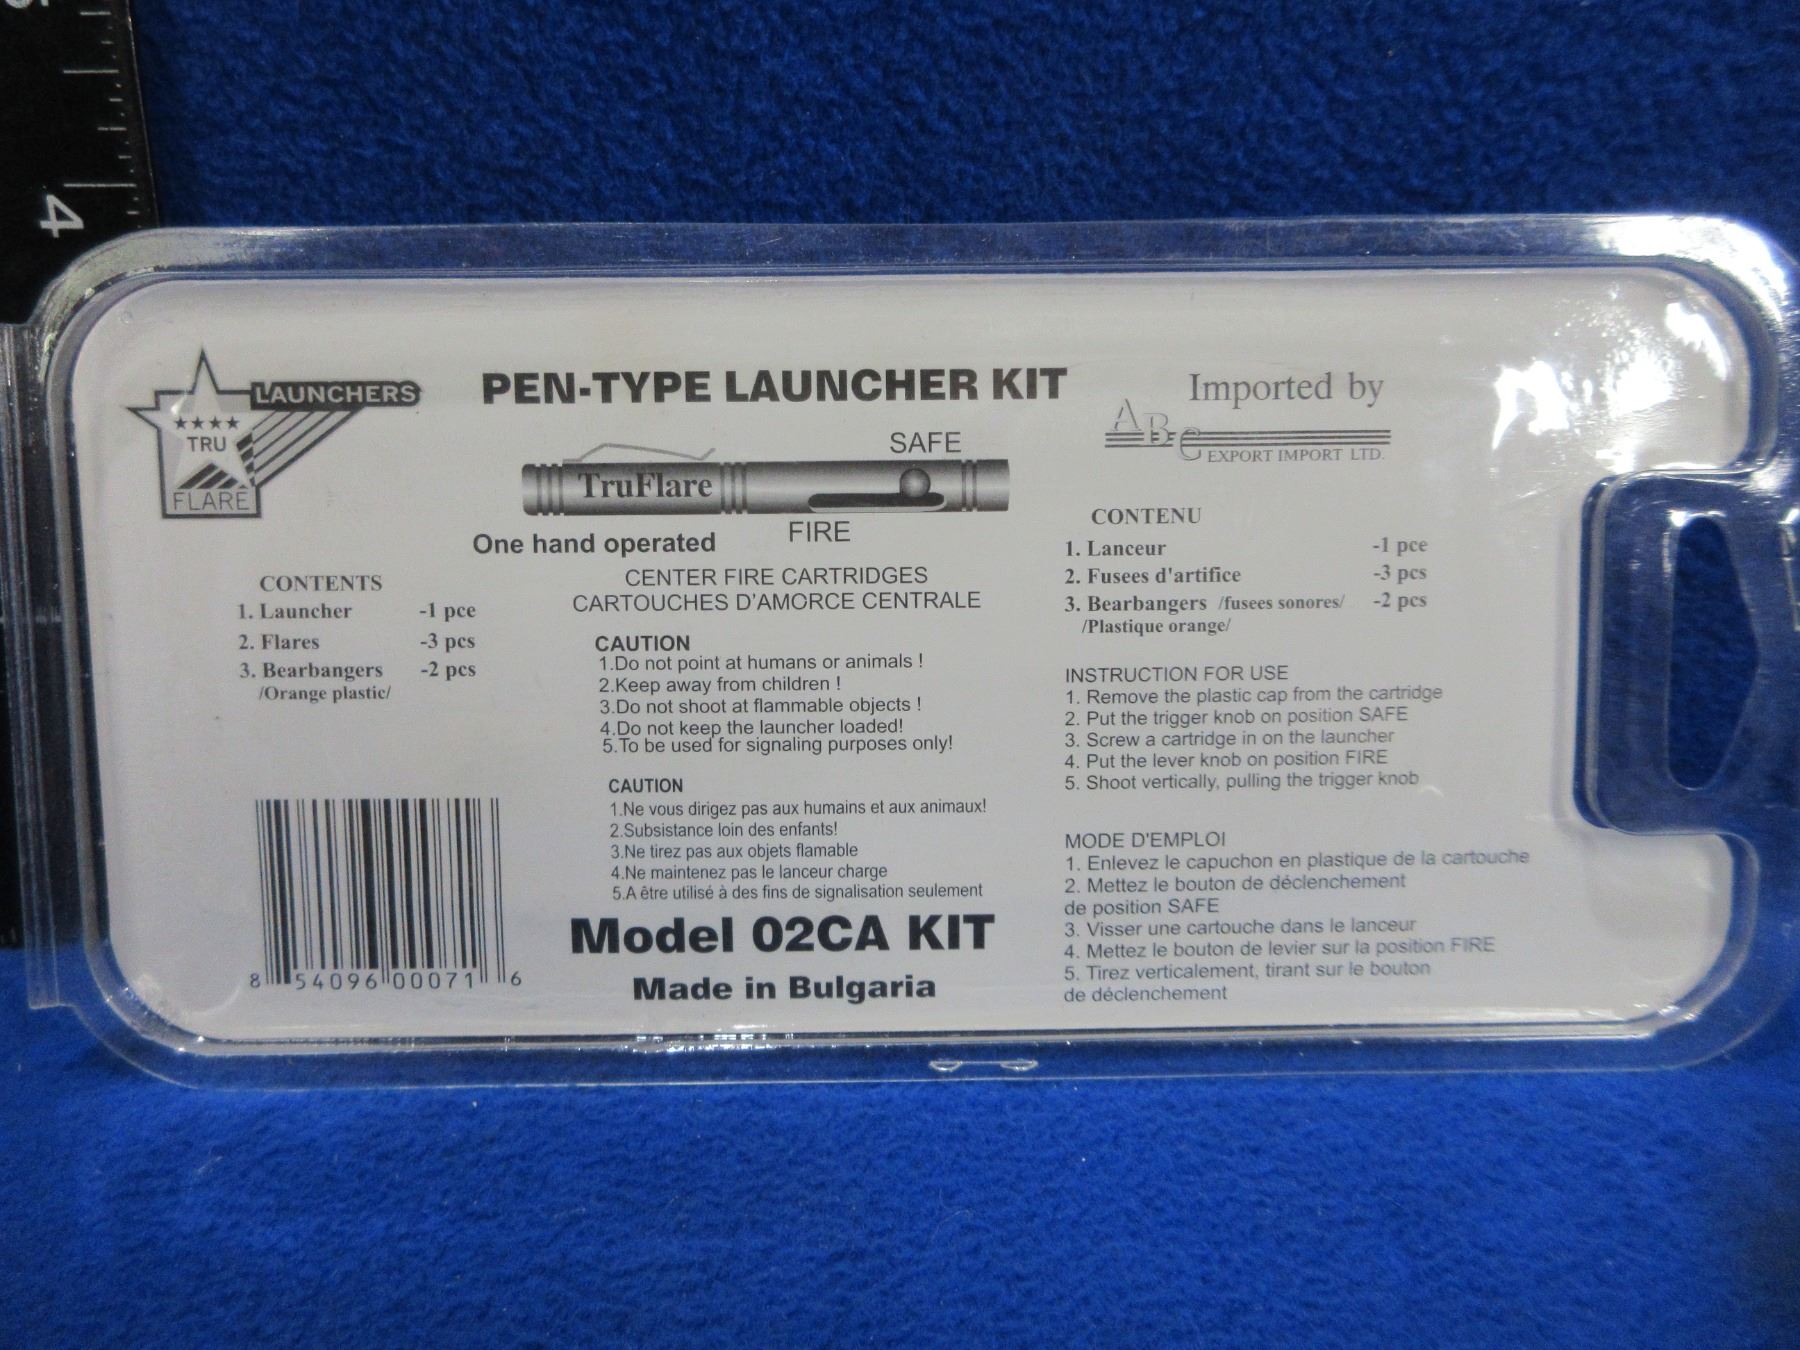 4
LAUNCHERS
★★★★
TRU
FLARE
PEN-TYPE LAUNCHER KIT
SAFE
TruFlare
FIRE
One hand operated
CENTER FIRE CARTRIDGES
CARTOUCHES D'AMORCE CENTRALE
Imported by
ABe
EXPORT IMPORT LTD.
CONTENTS
1. Launcher -1 pce
2. Flares -3 pcs
3. Bearbangers -2 pcs
/Orange plastic/
CAUTION
1.Do not point at humans or animals !
2.Keep away from children !
3.Do not shoot at flammable objects !
4.Do not keep the launcher loaded!
5.To be used for signaling purposes only!
CAUTION
1.Ne vous dirigez pas aux humains et aux animaux!
2.Subsistance loin des enfants!
3.Ne tirez pas aux objets flamable
4.Ne maintenez pas le lanceur charge
5.A être utilisé à des fins de signalisation seulement
Model 02CA KIT
Made in Bulgaria
8 54096 00071 6
CONTENU
1. Lanceur -1 pce
2. Fusees d'artifice -3 pcs
3. Bearbangers /fusees sonores/ -2 pcs
/Plastique orange/
INSTRUCTION FOR USE
1. Remove the plastic cap from the cartridge
2. Put the trigger knob on position SAFE
3. Screw a cartridge in on the launcher
4. Put the lever knob on position FIRE
5. Shoot vertically, pulling the trigger knob
MODE D'EMPLOI
1. Enlevez le capuchon en plastique de la cartouche
2. Mettez le bouton de déclenchement
de position SAFE
3. Visser une cartouche dans le lanceur
4. Mettez le bouton de levier sur la position FIRE
5. Tirez verticalement, tirant sur le bouton
de déclenchement